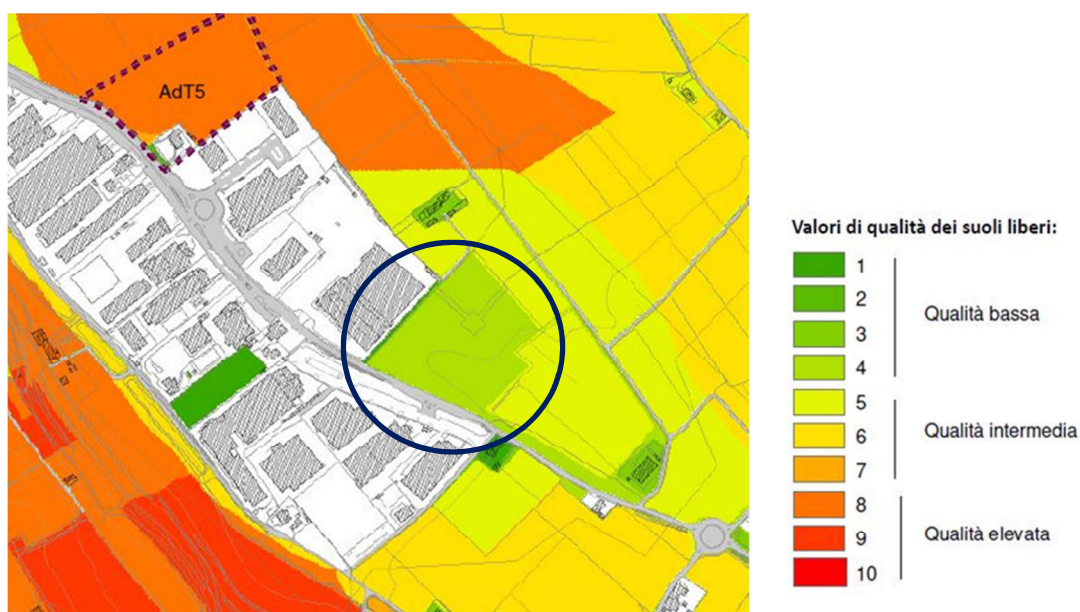 AdT5
Valori di qualità dei suoli liberi:
1
2
3
4
Qualità bassa
5
6
7
Qualità intermedia
8
9
10
Qualità elevata